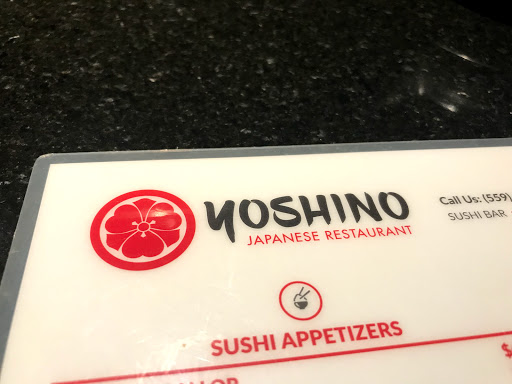 YOSHINO
JAPANESE RESTAURANT
Call Us: (559)
SUSHI BAR
SUSHI APPETIZERS